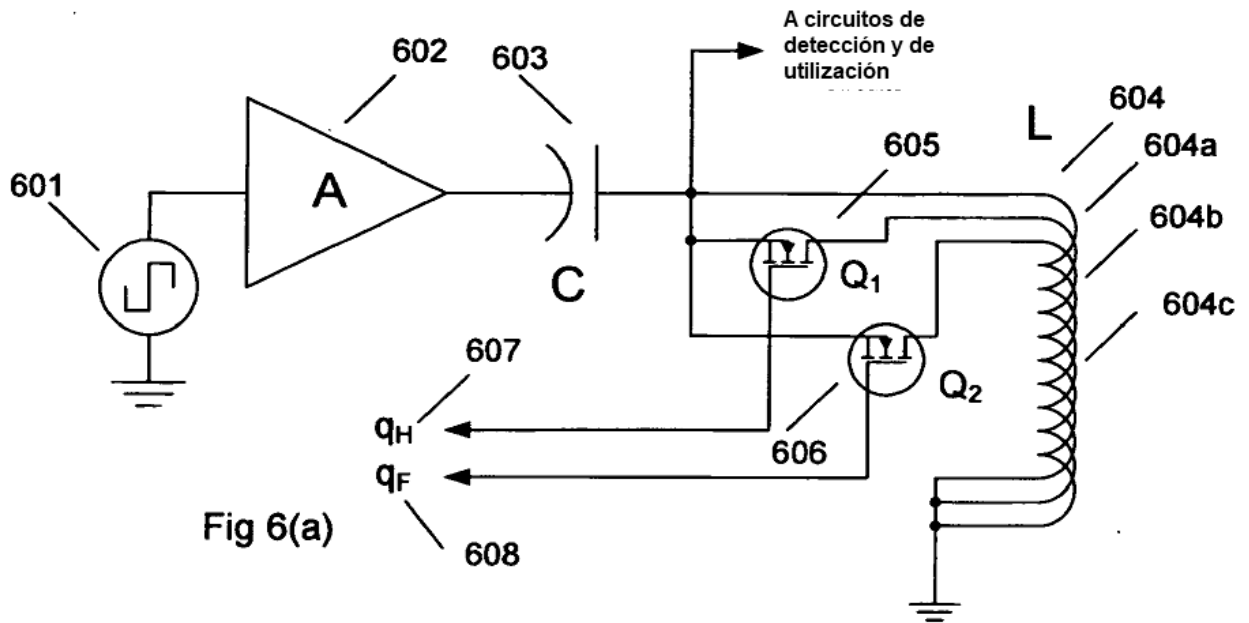 A circuitos de
detección y de
utilización
602
603
L
604
604a
605
601
A
604b
C
Q1
604c
607
Q2
qH
606
qF
Fig 6(a)
608